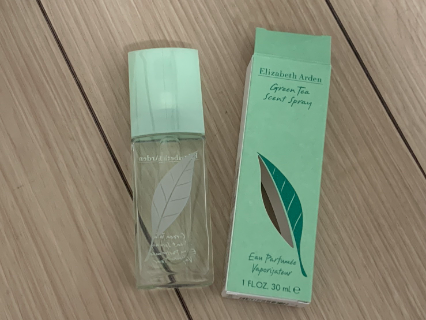 Elizabeth Arden
Green Tea
Scent Spray
Eau Parfumée
Vaporisateur
1 FL.OZ. 30 ml e